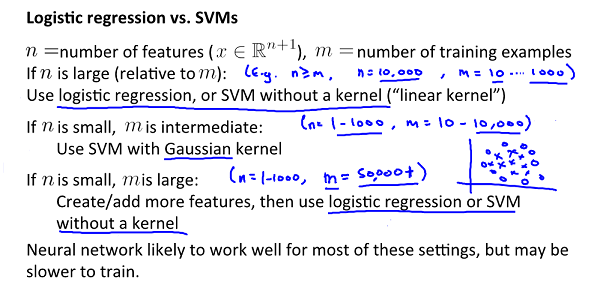 Logistic regression vs. SVMs
n =number of features (x ∈ ℝⁿ⁺¹), m = number of training examples
If n is large (relative to m): (E.g. n ≥ m, n = 10,000, m = 10 .... 1000)
Use logistic regression, or SVM without a kernel (“linear kernel”)
If n is small, m is intermediate: (n = 1-1000, m = 10 - 10,000)
Use SVM with Gaussian kernel
If n is small, m is large: (n = 1-1000, m = 50,000+)
Create/add more features, then use logistic regression or SVM
without a kernel
Neural network likely to work well for most of these settings, but may be
slower to train.